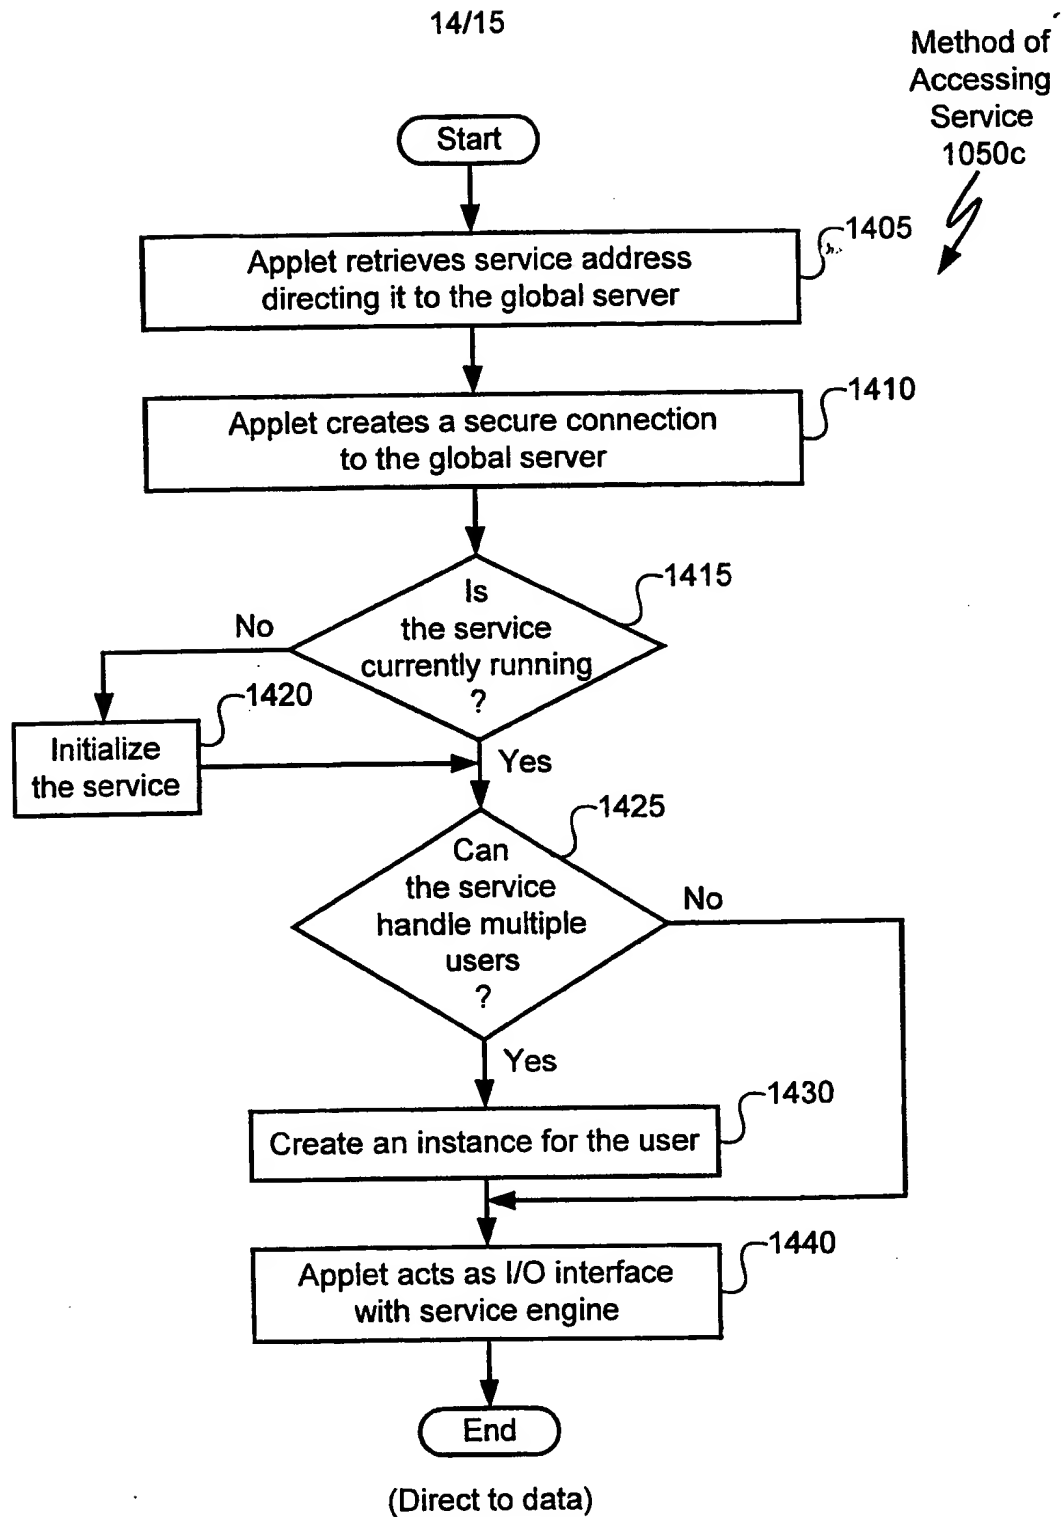 14/15
Method of
Accessing
Service
1050c
Start
1405
Applet retrieves service address
directing it to the global server
1410
Applet creates a secure connection
to the global server
1415
Is
the service
currently running
?
No
1420
Initialize
the service
Yes
1425
Can
the service
handle multiple
users
?
No
Yes
1430
Create an instance for the user
1440
Applet acts as I/O interface
with service engine
End
(Direct to data)